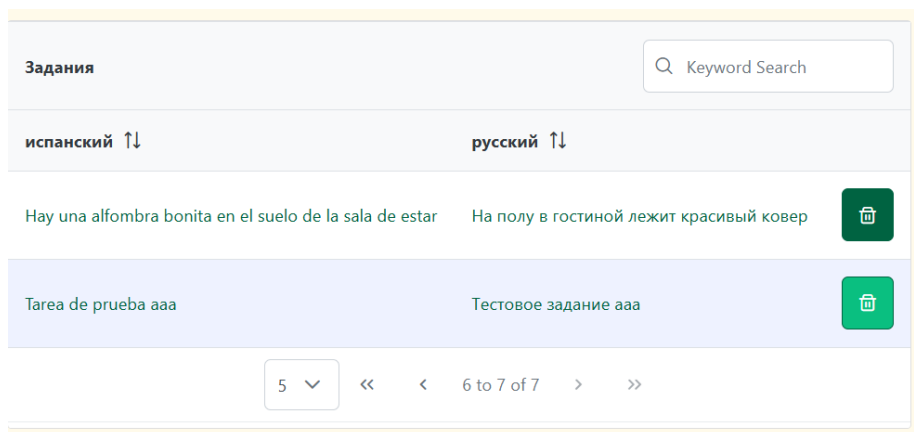 Задания
Keyword Search
испанский
русский
Hay una alfombra bonita en el suelo de la sala de estar
На полу в гостиной лежит красивый ковер
Tarea de prueba aaa
Тестовое задание aaa
5
6 to 7 of 7